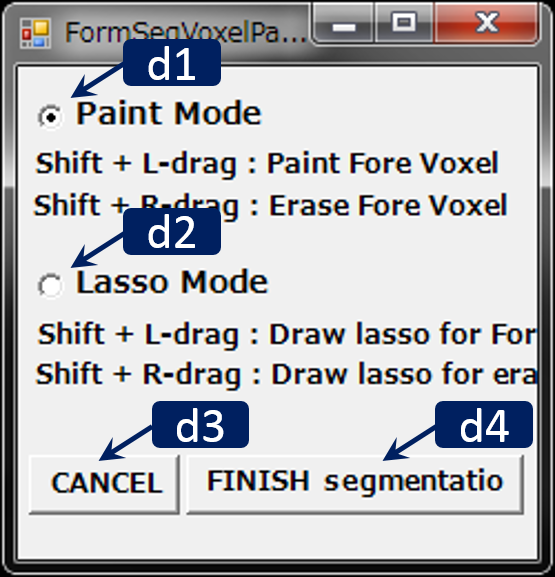 FormSegVoxelPa...
d1
Paint Mode
Shift + L-drag : Paint Fore Voxel
Shift + R-drag : Erase Fore Voxel
d2
Lasso Mode
Shift + L-drag : Draw lasso for For
Shift + R-drag : Draw lasso for era
d3
d4
CANCEL
FINISH segmentatio